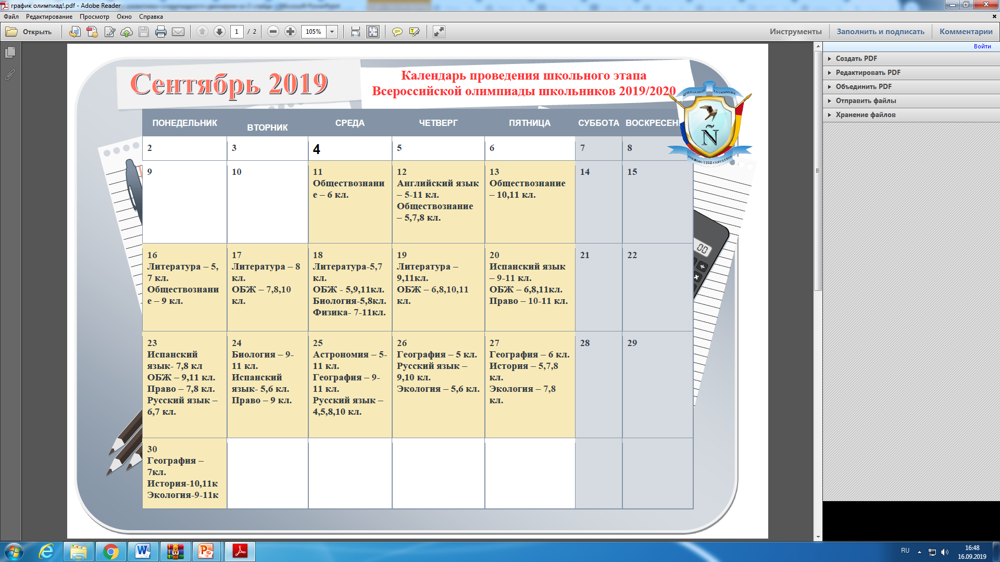 график олимпиад!.pdf - Adobe Reader
Файл Редактирование Просмотр Окно Справка
Открыть 1 / 2 105% Инструменты Заполнить и подписать Комментарии
Войти
Создать PDF
Редактировать PDF
Объединить PDF
Отправить файлы
Хранение файлов
Сентябрь 2019
Календарь проведения школьного этапа
Всероссийской олимпиады школьников 2019/2020
Ñ
COLEGIO 1252 CERVANTES
ПОНЕДЕЛЬНИК ВТОРНИК СРЕДА ЧЕТВЕРГ ПЯТНИЦА СУББОТА ВОСКРЕСЕН
2 3 4 5 6 7 8
9
10
–
11
Обществознани
е – 6 кл.
12
Английский язык
– 5-11 кл.
Обществознание
– 5,7,8 кл.
13
Обществознание
– 10,11 кл.
14
15
16
Литература – 5,
7 кл.
Обществознани
е – 9 кл.
17
Литература – 8
кл.
ОБЖ – 7,8,10
кл.
18
Литература-5,7
кл.
ОБЖ - 5,9,11кл.
Биология-5,8кл.
Физика- 7-11кл.
19
Литература –
9,11кл.
ОБЖ – 6,8,10,11
кл.
20
Испанский язык
– 9-11 кл.
ОБЖ – 6,8,11кл.
Право – 10-11 кл.
21
22
23
Испанский
язык- 7,8 кл
ОБЖ – 9,11 кл.
Право – 7,8 кл.
Русский язык –
6,7 кл.
24
Биология – 9-
11 кл.
Испанский
язык- 5,6 кл.
Право – 9 кл.
25
Астрономия – 5-
11 кл.
География – 9-
11 кл.
Русский язык –
4,5,8,10 кл.
26
География – 5 кл.
Русский язык –
9,10 кл.
Экология – 5,6 кл.
27
География – 6 кл.
История – 5,7,8
кл.
Экология – 7,8
кл.
28
29
30
География –
7кл.
История-10,11к
Экология-9-11к
00
RU
16:48
16.09.2019